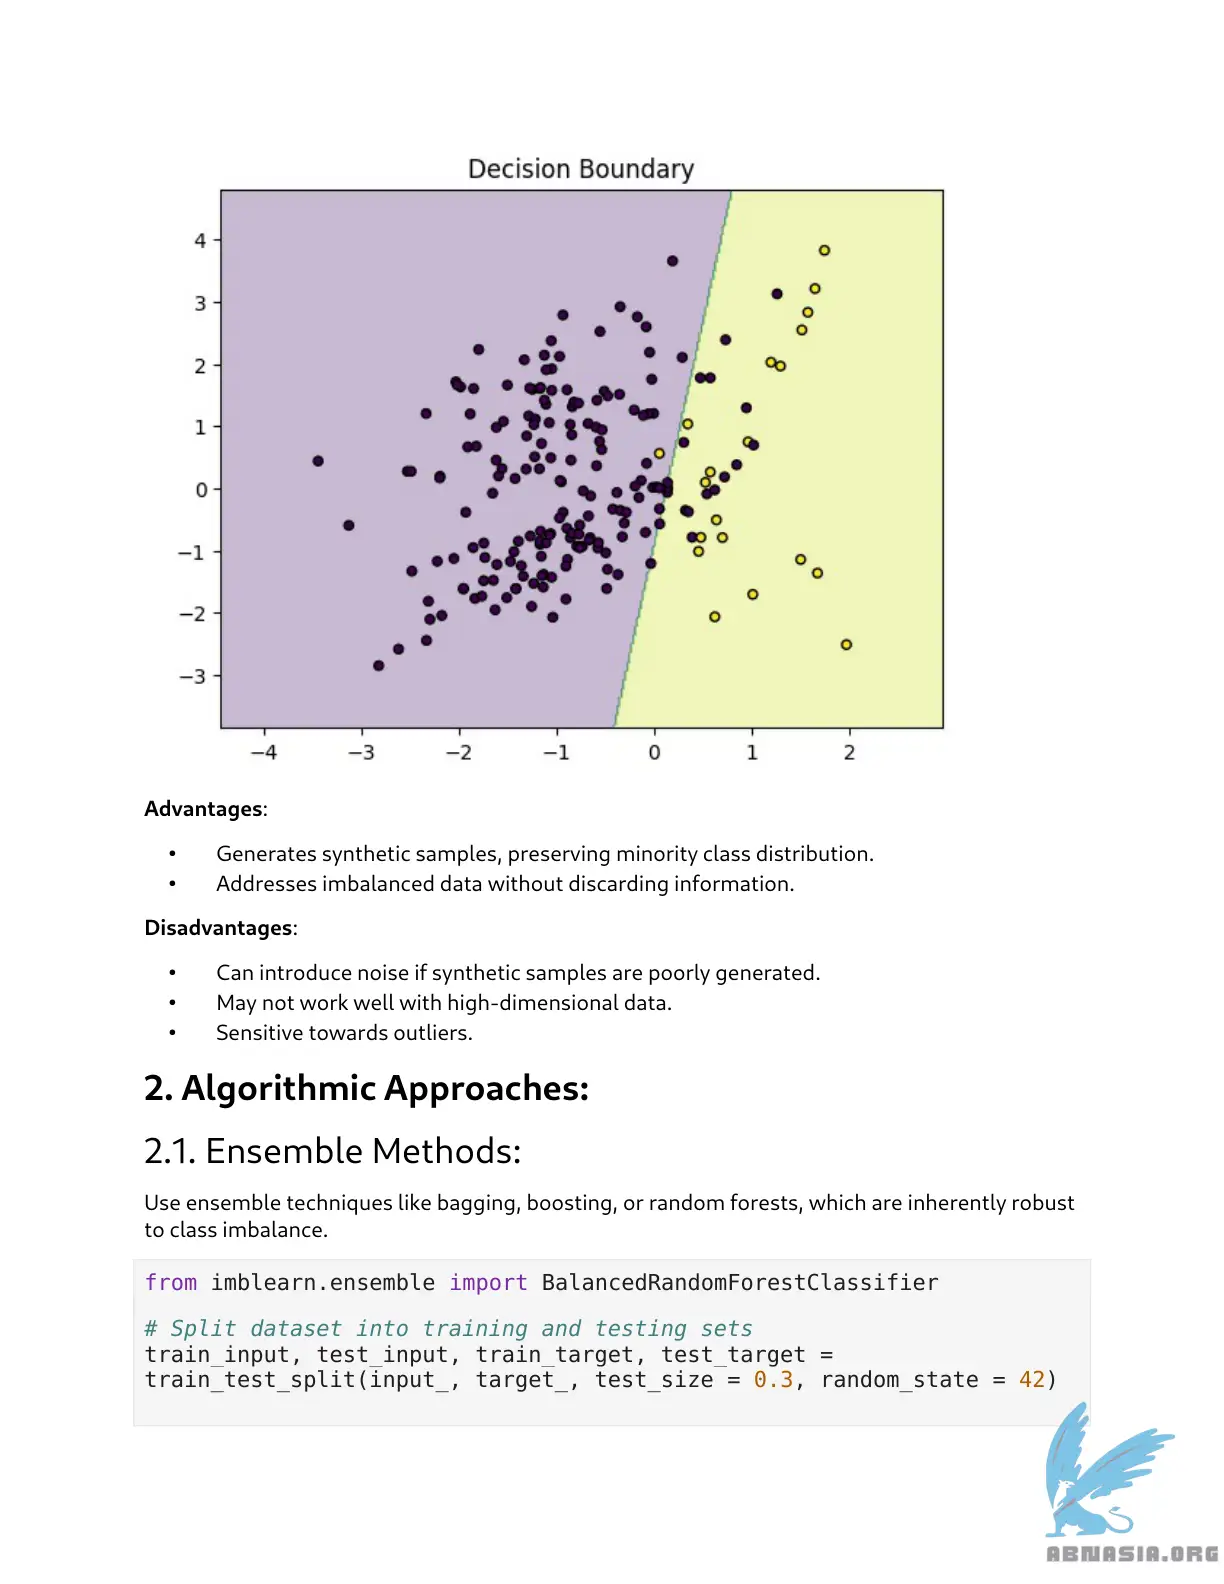 Decision Boundary
4
3
2
1
0
−1
−2
−3
−4 −3 −2 −1 0 1 2
Advantages:
• Generates synthetic samples, preserving minority class distribution.
• Addresses imbalanced data without discarding information.
Disadvantages:
• Can introduce noise if synthetic samples are poorly generated.
• May not work well with high-dimensional data.
• Sensitive towards outliers.
2. Algorithmic Approaches:
2.1. Ensemble Methods:
Use ensemble techniques like bagging, boosting, or random forests, which are inherently robust
to class imbalance.
from imblearn.ensemble import BalancedRandomForestClassifier
# Split dataset into training and testing sets
train_input, test_input, train_target, test_target =
train_test_split(input_, target_, test_size = 0.3, random_state = 42)
ABNASIA.ORG